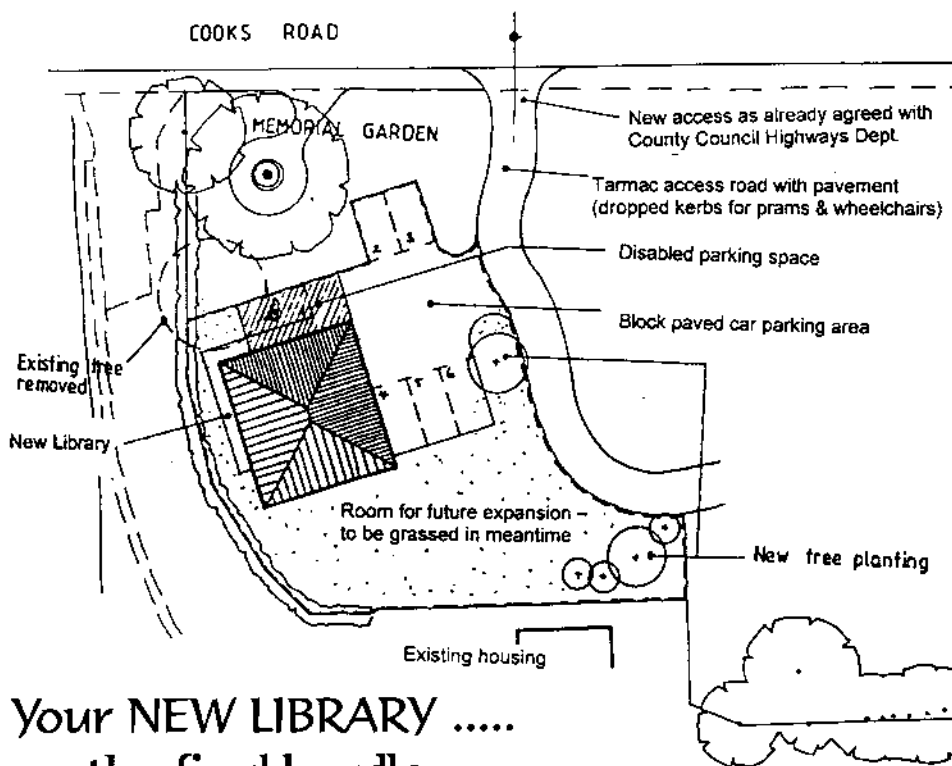 COOKS ROAD
MEMORIAL GARDEN
New access as already agreed with
County Council Highways Dept.
Tarmac access road with pavement
(dropped kerbs for prams & wheelchairs)
Disabled parking space
Block paved car parking area
Existing tree
removed
New Library
Room for future expansion –
to be grassed in meantime
New tree planting
Existing housing
Your NEW LIBRARY .....